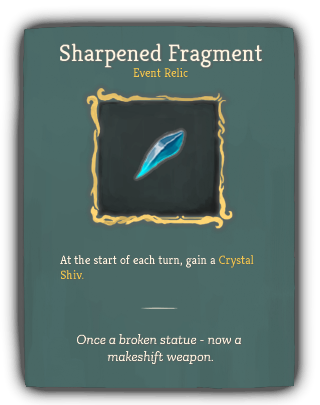 Sharpened Fragment
Event Relic
At the start of each turn, gain a Crystal
Shiv.
Once a broken statue - now a
makeshift weapon.